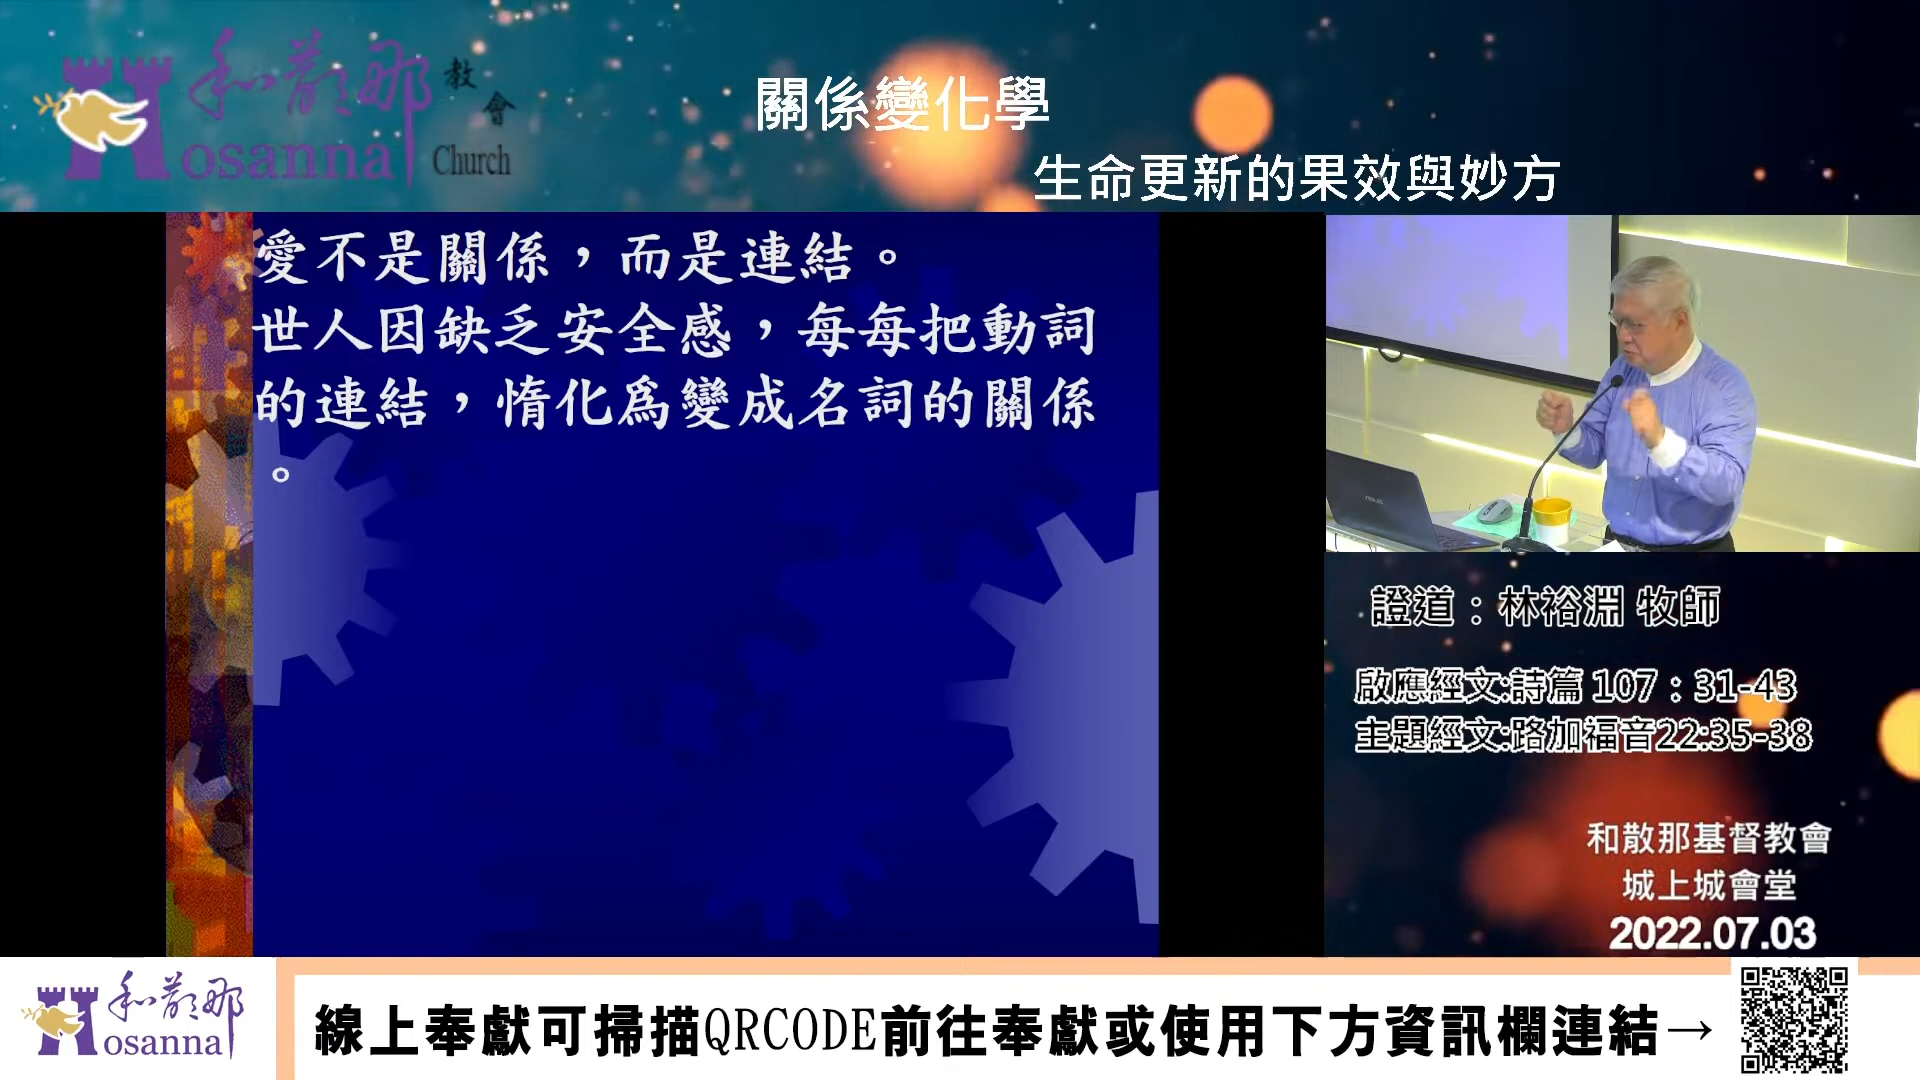 和散那
教會
Hosanna
Church
關係變化學
生命更新的果效與妙方
愛不是關係，而是連結。
世人因缺乏安全感，每每把動詞
的連結，惰化爲變成名詞的關係
。
ASUS
證道：林裕淵 牧師
啟應經文:詩篇 107：31-43
主題經文:路加福音22:35-38
和散那基督教會
城上城會堂
2022.07.03
和散那
Hosanna
線上奉獻可掃描QRCODE前往奉獻或使用下方資訊欄連結→